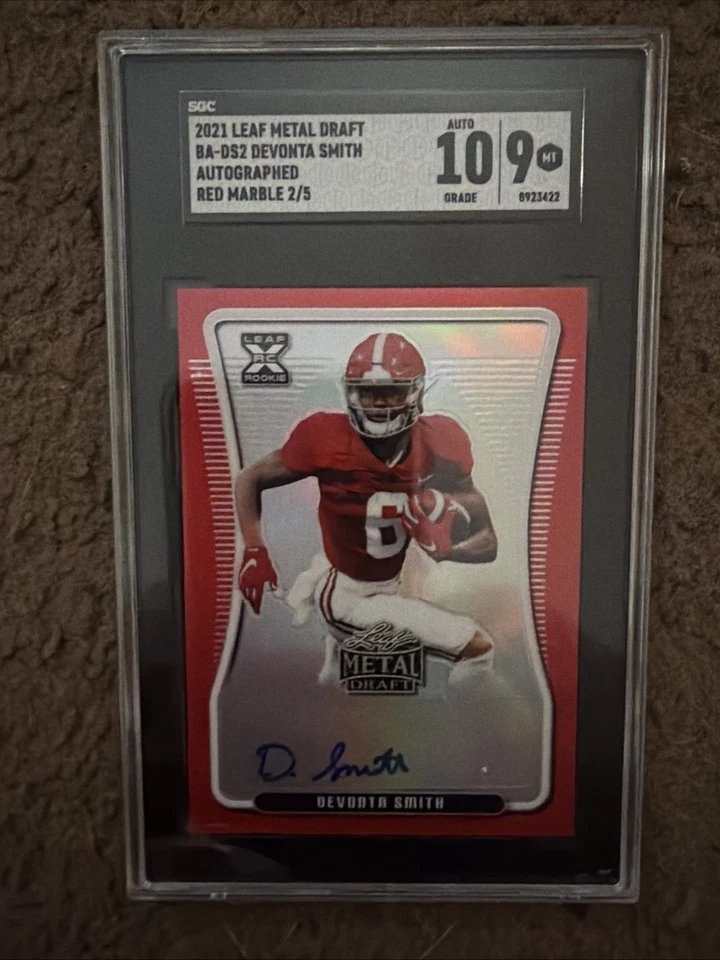 SGC
2021 LEAF METAL DRAFT
BA-DS2 DEVONTA SMITH
AUTOGRAPHED
RED MARBLE 2/5
AUTO
10
GRADE
9 MT
8923422
LEAF
X
RC
ROOKIE
6
Leaf
METAL
DRAFT
D. Smith
DEVONTA SMITH